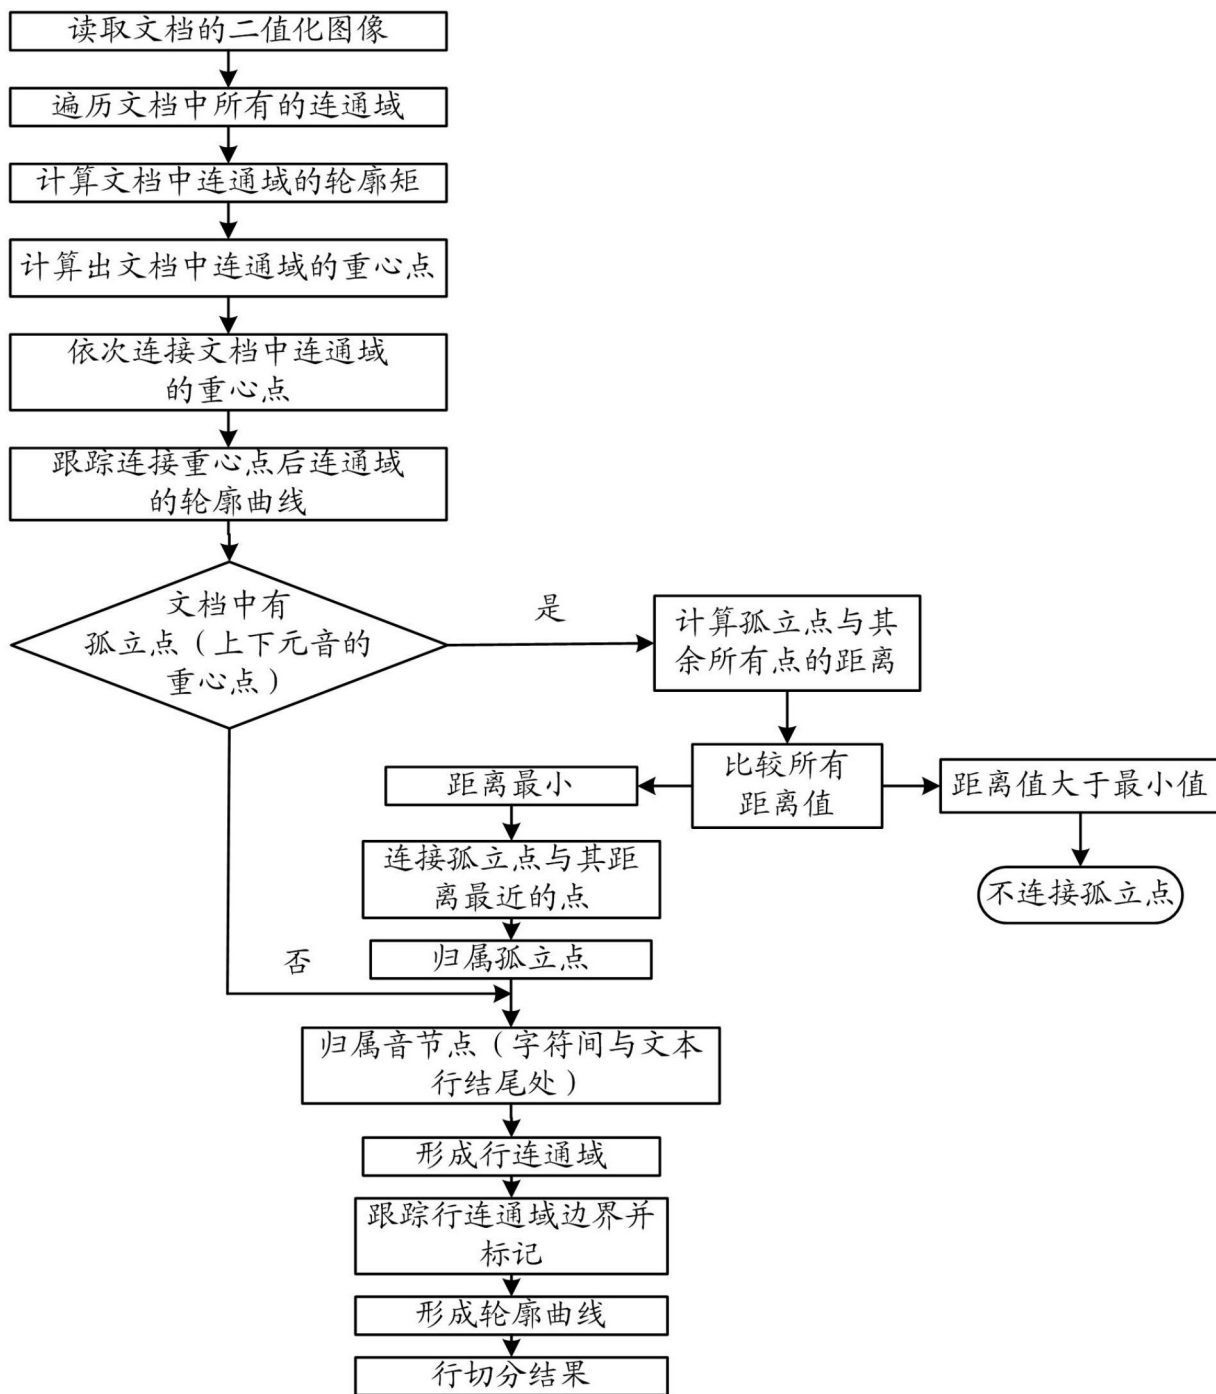 读取文档的二值化图像
遍历文档中所有的连通域
计算文档中连通域的轮廓矩
计算出文档中连通域的重心点
依次连接文档中连通域
的重心点
跟踪连接重心点后连通域
的轮廓曲线
文档中有
孤立点（上下元音的
重心点）
是
计算孤立点与其
余所有点的距离
比较所有
距离值
距离最小
距离值大于最小值
连接孤立点与其距
离最近的点
不连接孤立点
归属孤立点
否
归属音节点（字符间与文本
行结尾处）
形成行连通域
跟踪行连通域边界并
标记
形成轮廓曲线
行切分结果